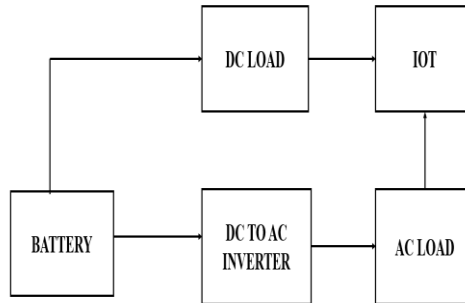 DC LOAD
IOT
BATTERY
DC TO AC
INVERTER
AC LOAD